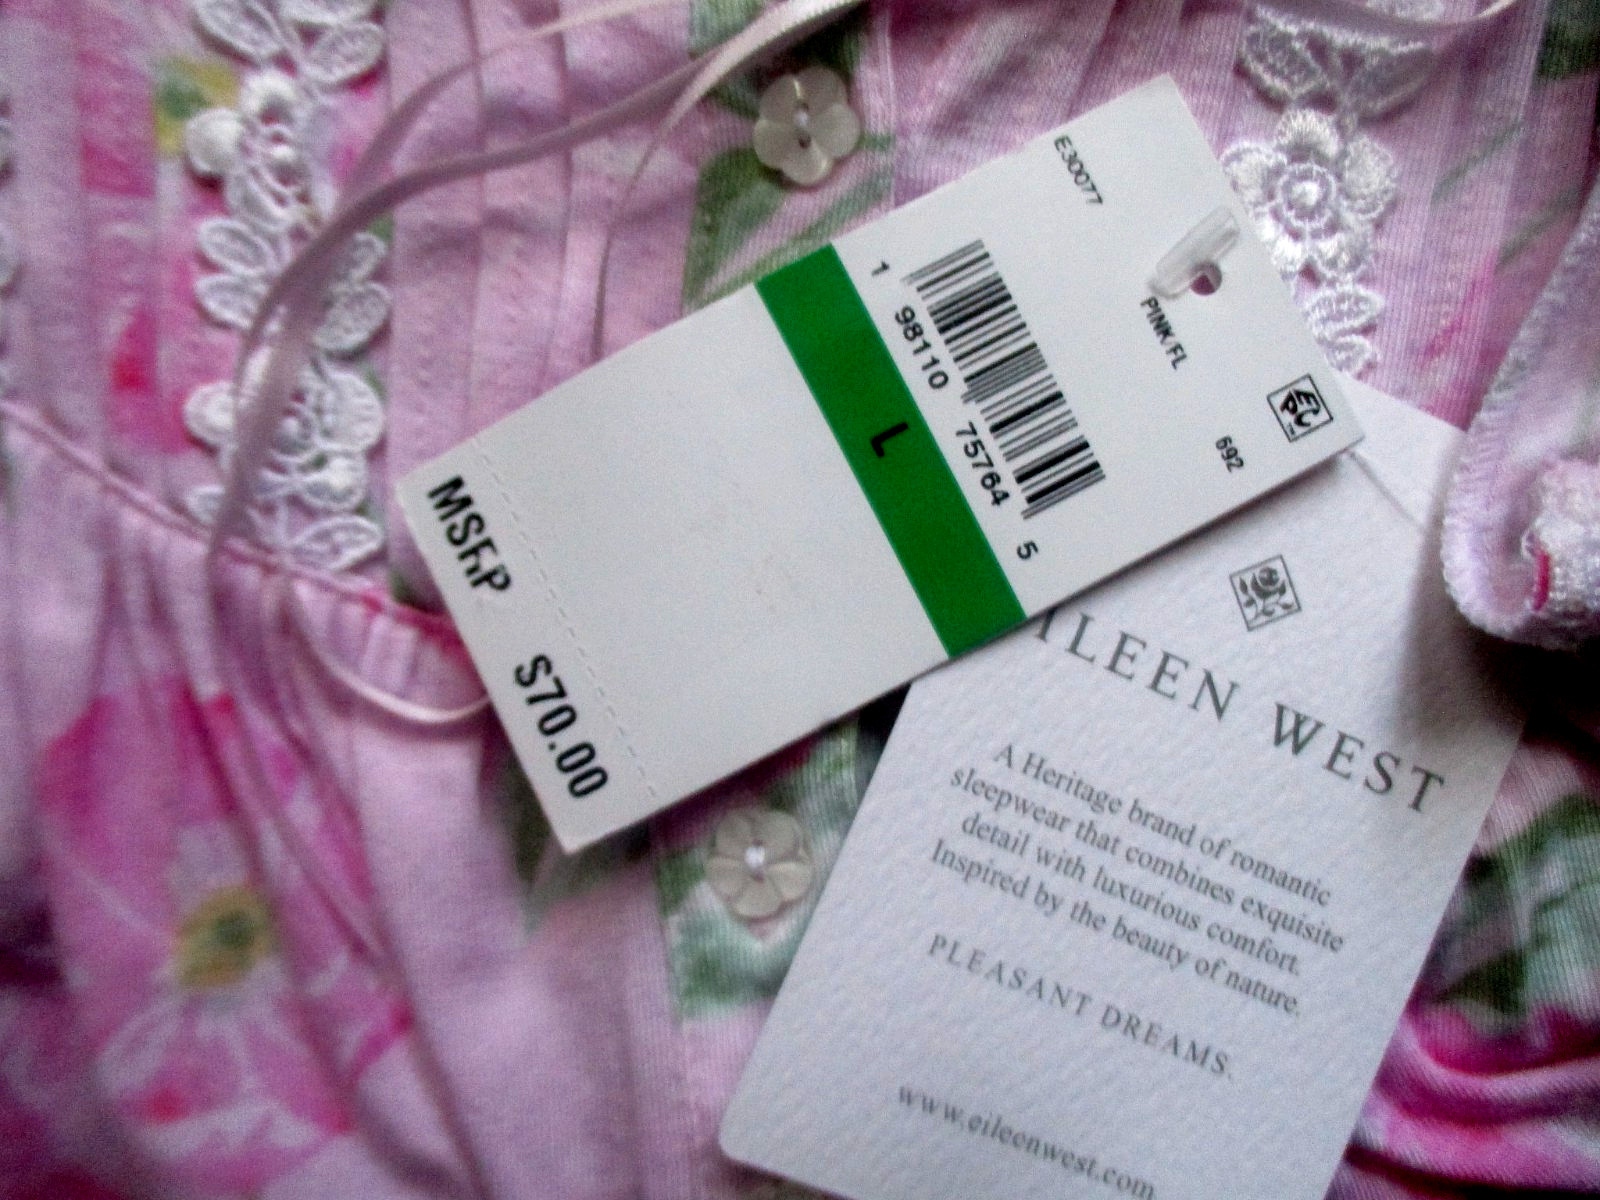 E30077
PINK/FL
692
1 98110 75764 5
L
MSRP $70.00
EILEEN WEST
A Heritage brand of romantic
sleepwear that combines exquisite
detail with luxurious comfort.
Inspired by the beauty of nature.
PLEASANT DREAMS.
www.eileenwest.com